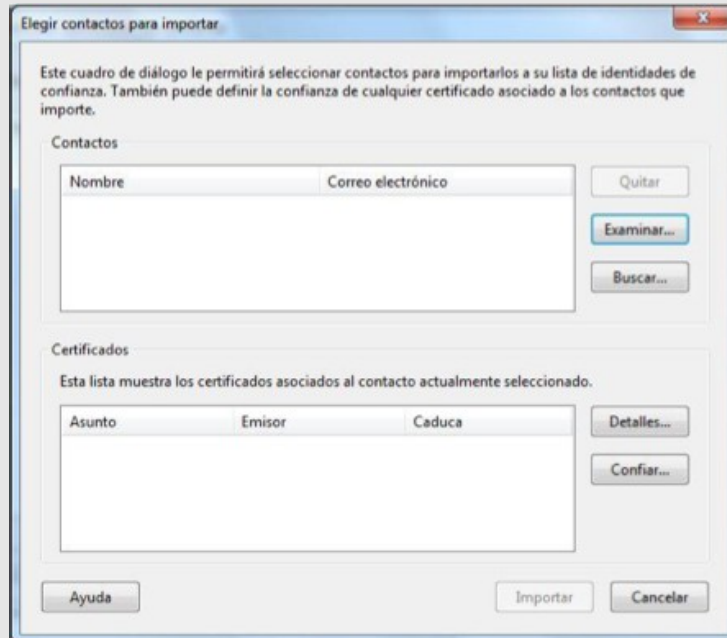 Elegir contactos para importar
Este cuadro de diálogo le permitirá seleccionar contactos para importarlos a su lista de identidades de
confianza. También puede definir la confianza de cualquier certificado asociado a los contactos que
importe.
Contactos
Nombre Correo electrónico
Quitar
Examinar...
Buscar...
Certificados
Esta lista muestra los certificados asociados al contacto actualmente seleccionado.
Asunto Emisor Caduca
Detalles...
Confiar...
Ayuda Importar Cancelar